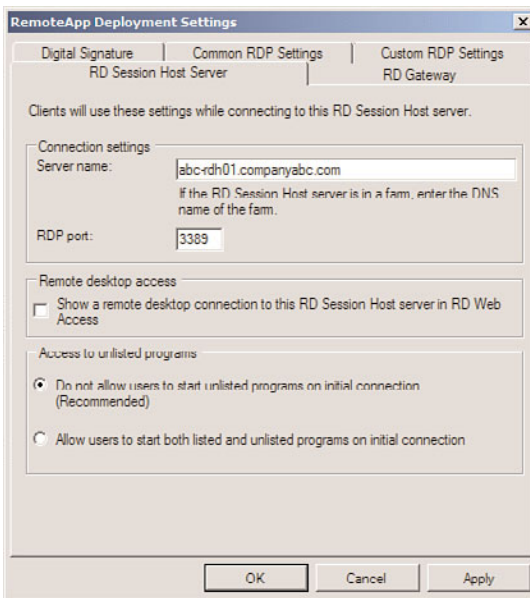 RemoteApp Deployment Settings
Digital Signature
Common RDP Settings
Custom RDP Settings
RD Session Host Server
RD Gateway
Clients will use these settings while connecting to this RD Session Host server.
Connection settings
Server name:
abc-rdh01.companyabc.com
If the RD Session Host server is in a farm, enter the DNS
name of the farm.
RDP port:
3389
Remote desktop access
Show a remote desktop connection to this RD Session Host server in RD Web
Access
Access to unlisted programs
Do not allow users to start unlisted programs on initial connection
(Recommended)
Allow users to start both listed and unlisted programs on initial connection
OK
Cancel
Apply